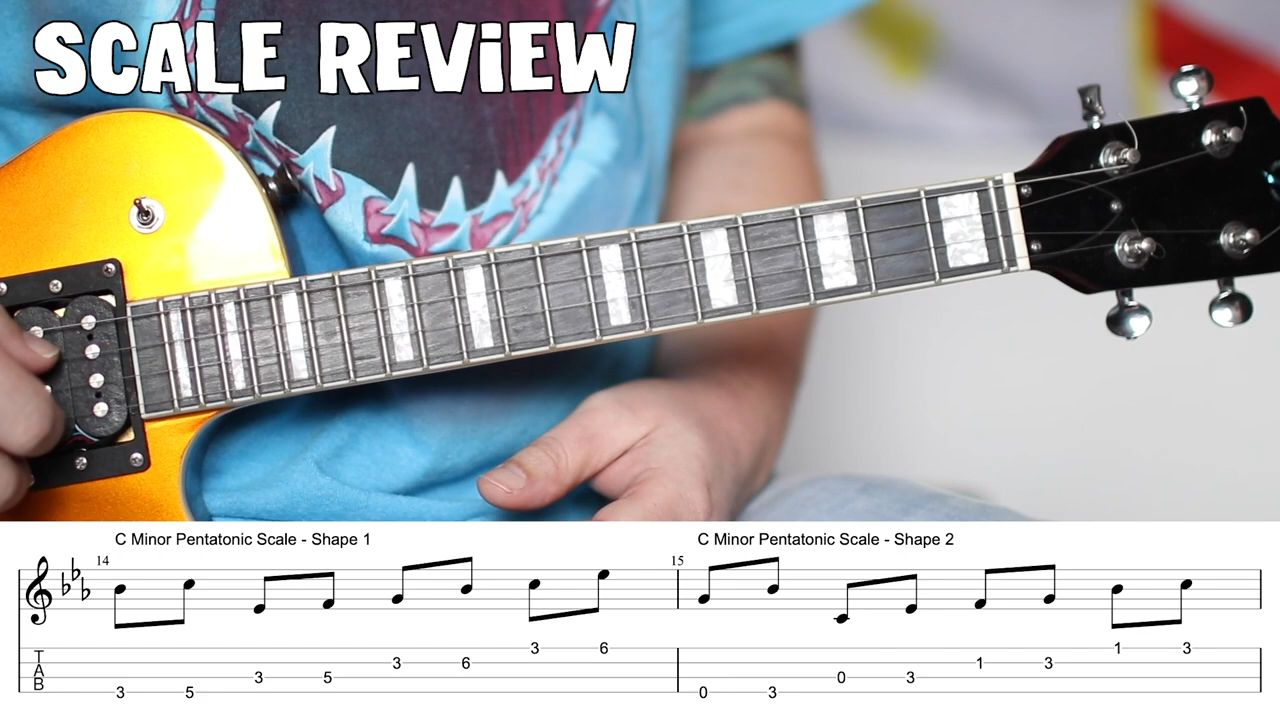 SCALE REVIEW
C Minor Pentatonic Scale - Shape 1
C Minor Pentatonic Scale - Shape 2
14
15
3 6 1 3
3 6 1 3
3 5 0 3
3 5 0 3
T
A
B